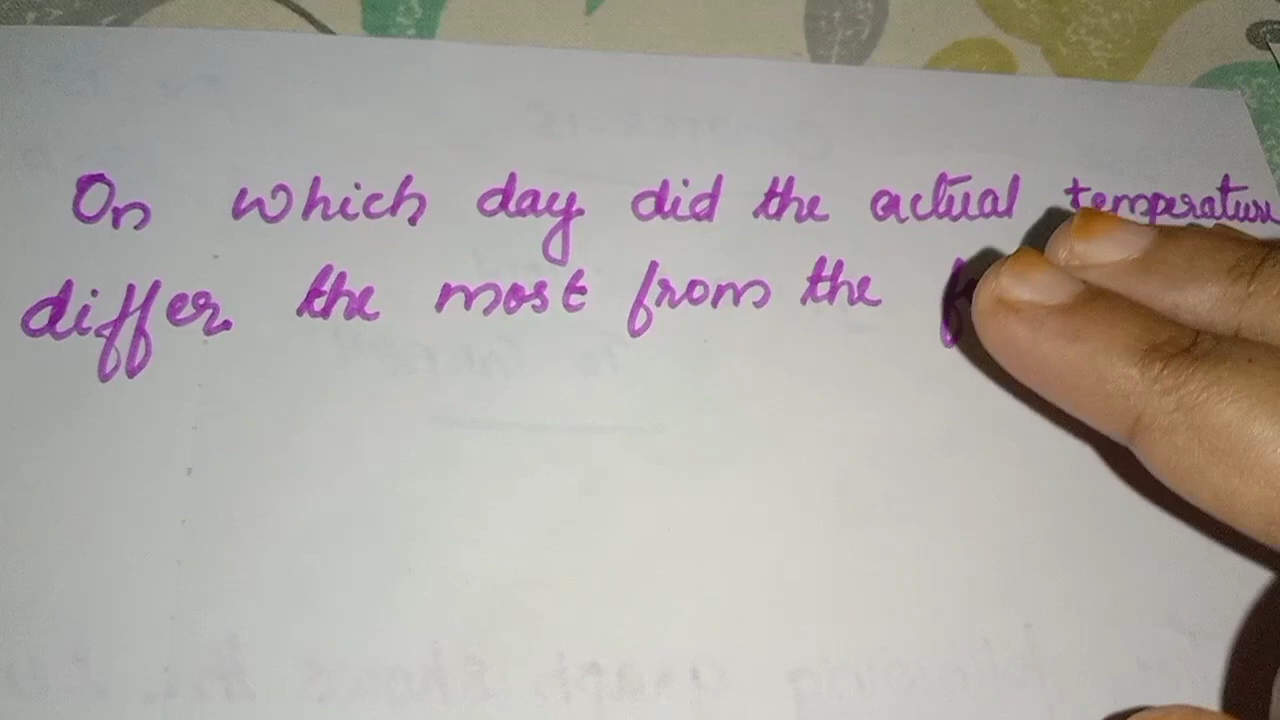 On which day did the actual temperature
differ the most from the